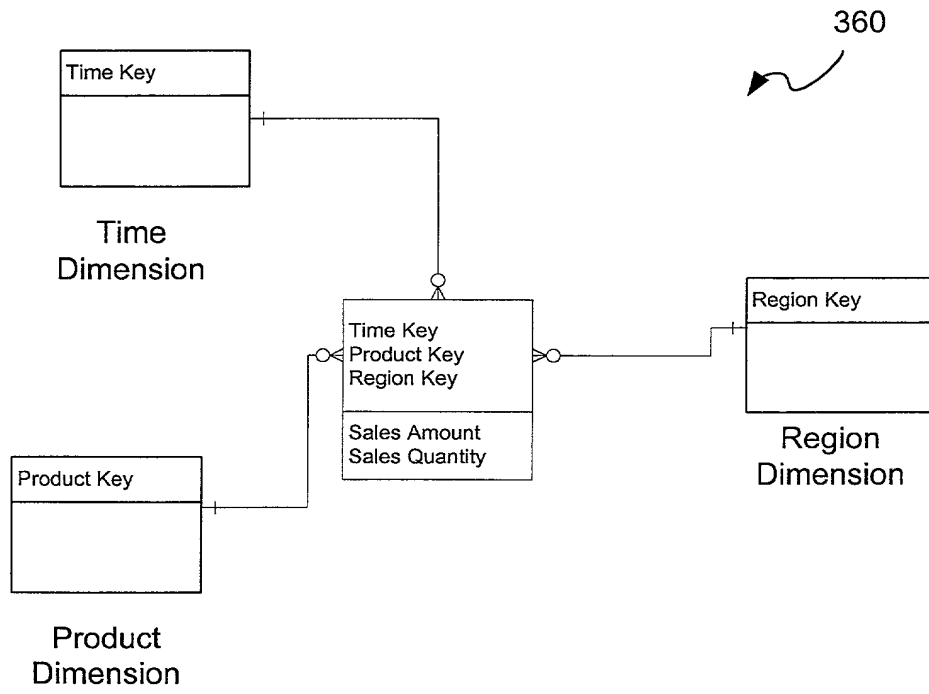 360
Time Key
Time
Dimension
Region Key
Time Key
Product Key
Region Key
Sales Amount
Sales Quantity
Region
Dimension
Product Key
Product
Dimension